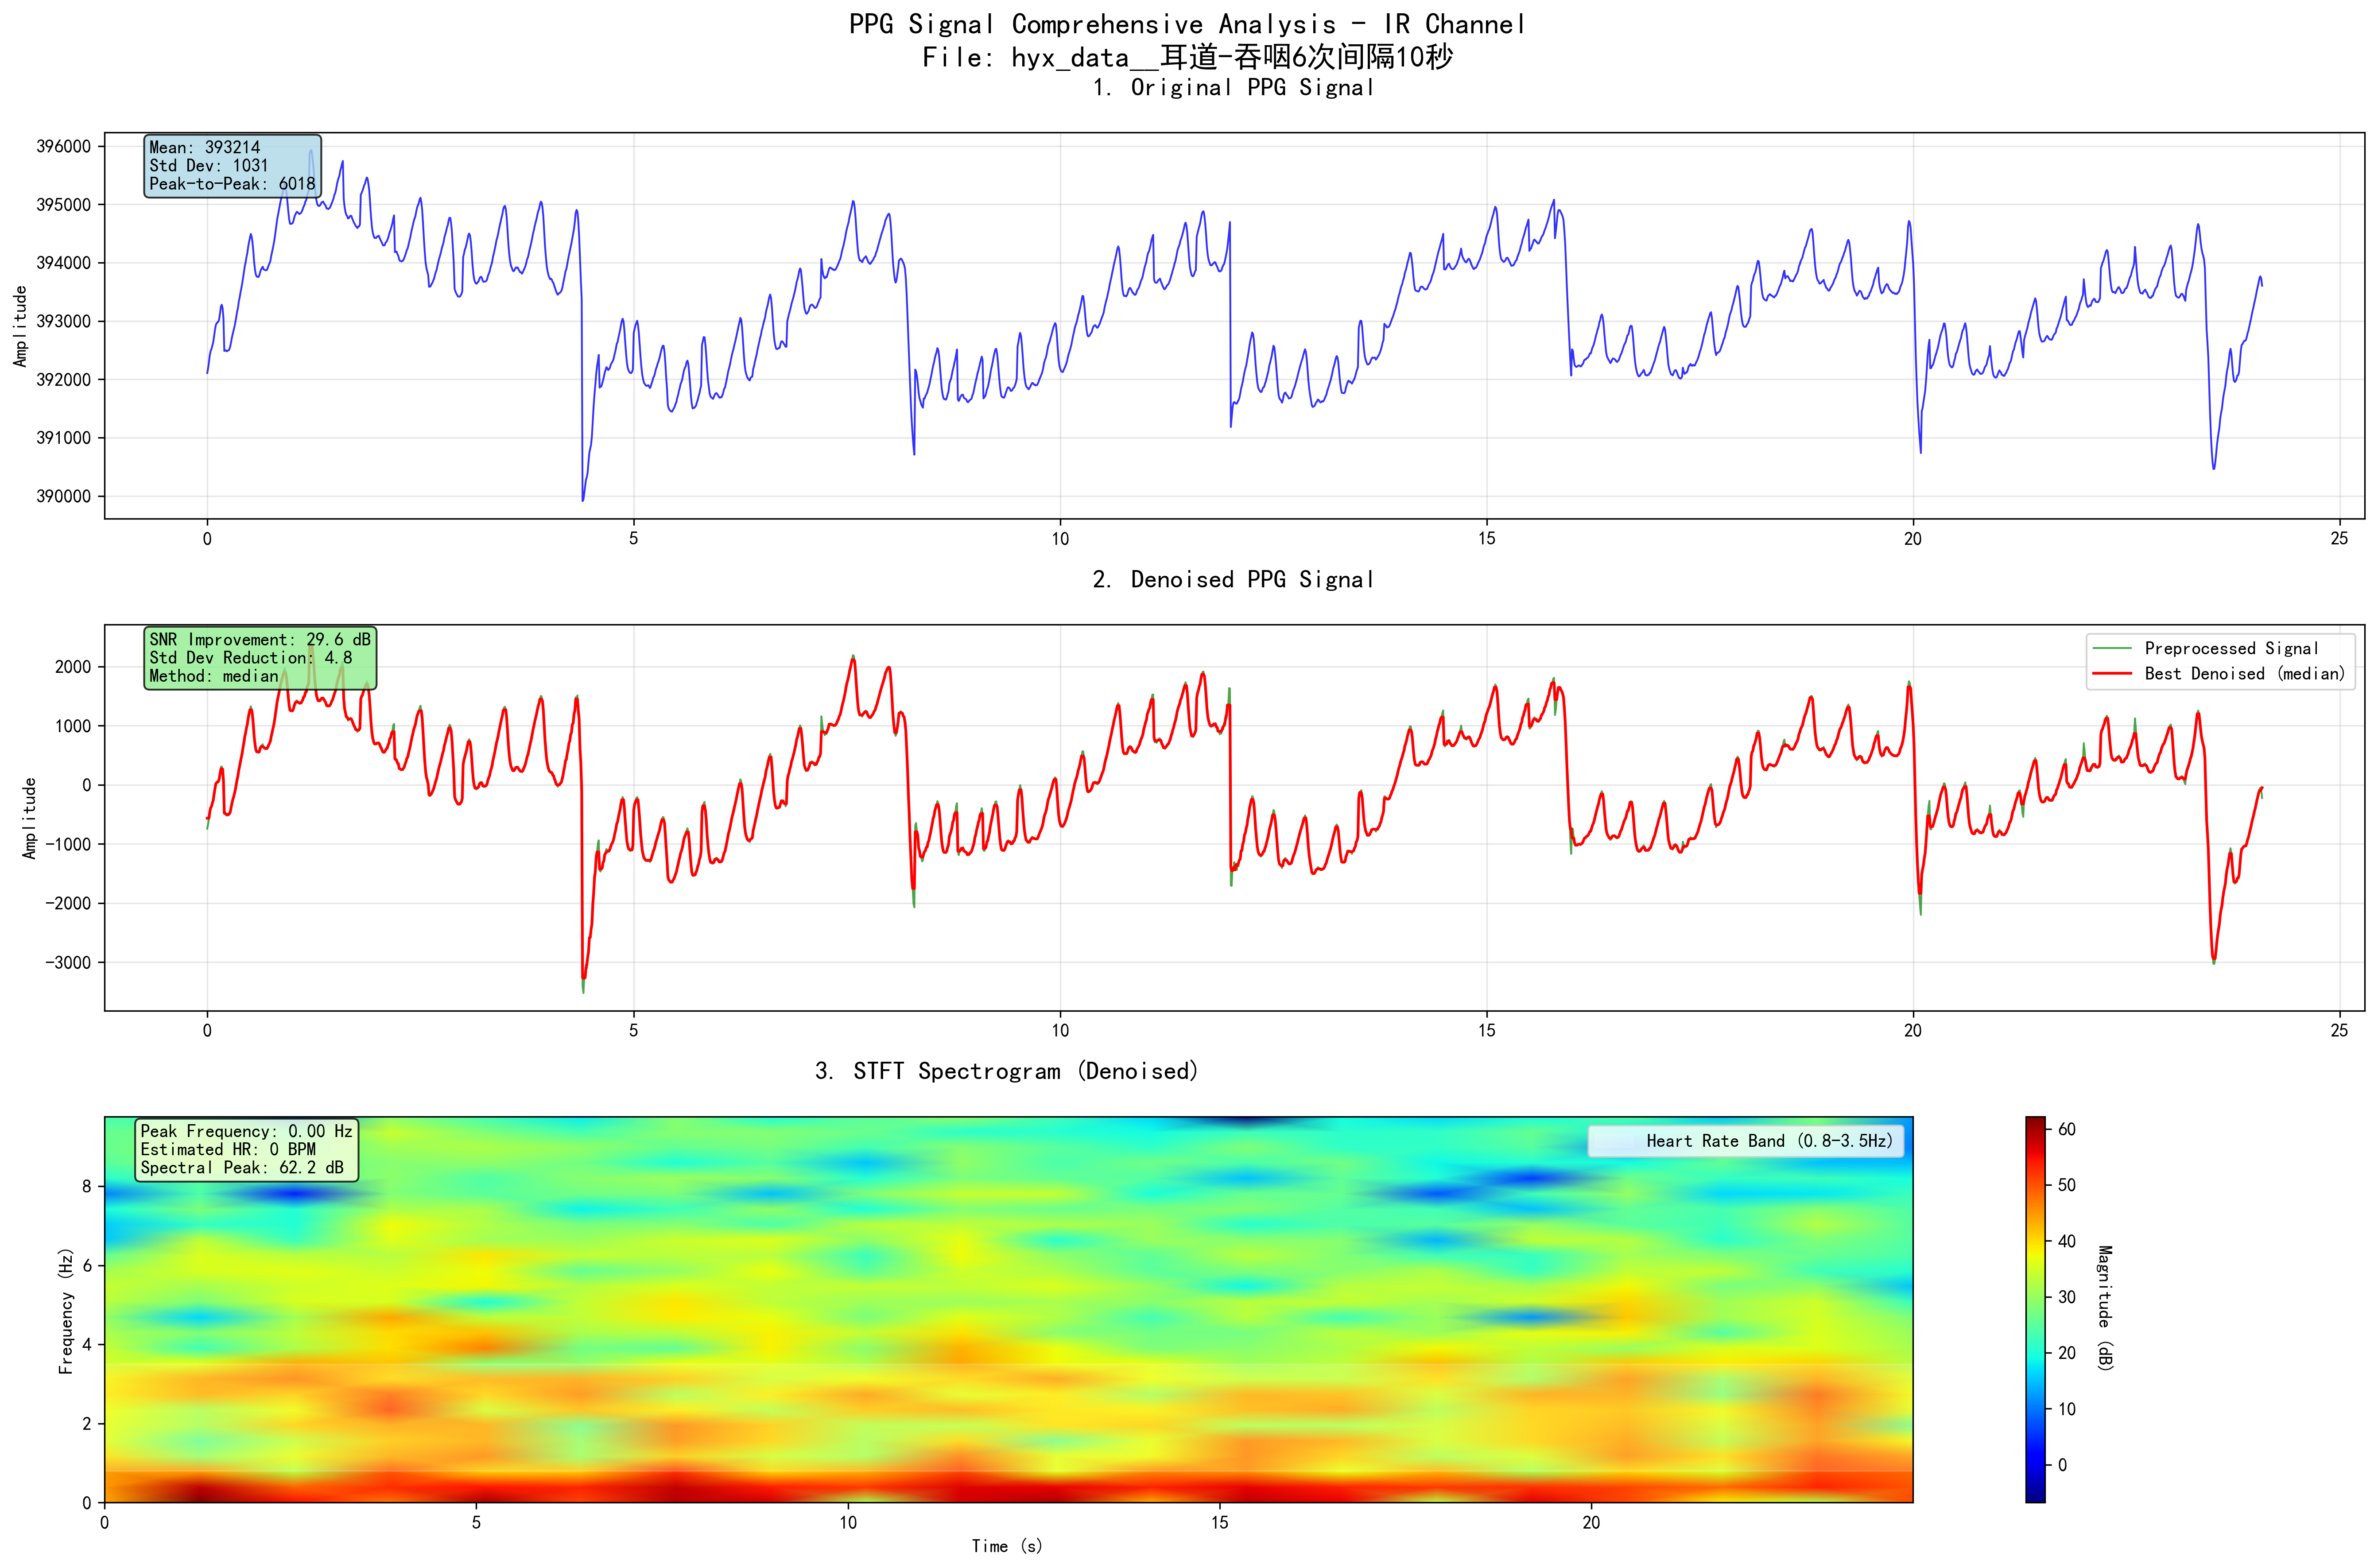 PPG Signal Comprehensive Analysis - IR Channel
File: hyx_data__耳道-吞咽6次间隔10秒
1. Original PPG Signal
Mean: 393214
Std Dev: 1031
Peak-to-Peak: 6018
Amplitude
396000
395000
394000
393000
392000
391000
390000
0
5
10
15
20
25
2. Denoised PPG Signal
SNR Improvement: 29.6 dB
Std Dev Reduction: 4.8
Method: median
Preprocessed Signal
Best Denoised (median)
Amplitude
2000
1000
0
-1000
-2000
-3000
0
5
10
15
20
25
3. STFT Spectrogram (Denoised)
Peak Frequency: 0.00 Hz
Estimated HR: 0 BPM
Spectral Peak: 62.2 dB
Heart Rate Band (0.8-3.5Hz)
Frequency (Hz)
8
6
4
2
0
0
5
10
15
20
Time (s)
60
50
40
30
20
10
0
Magnitude (dB)